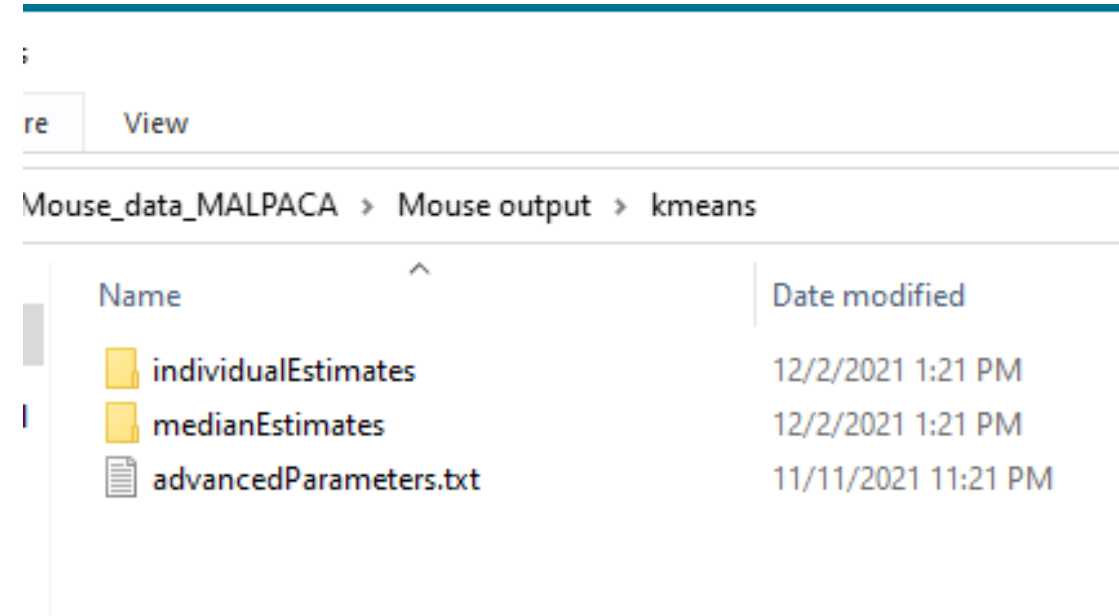 re View
Mouse_data_MALPACA > Mouse output > kmeans
Name Date modified
individualEstimates 12/2/2021 1:21 PM
medianEstimates 12/2/2021 1:21 PM
advancedParameters.txt 11/11/2021 11:21 PM